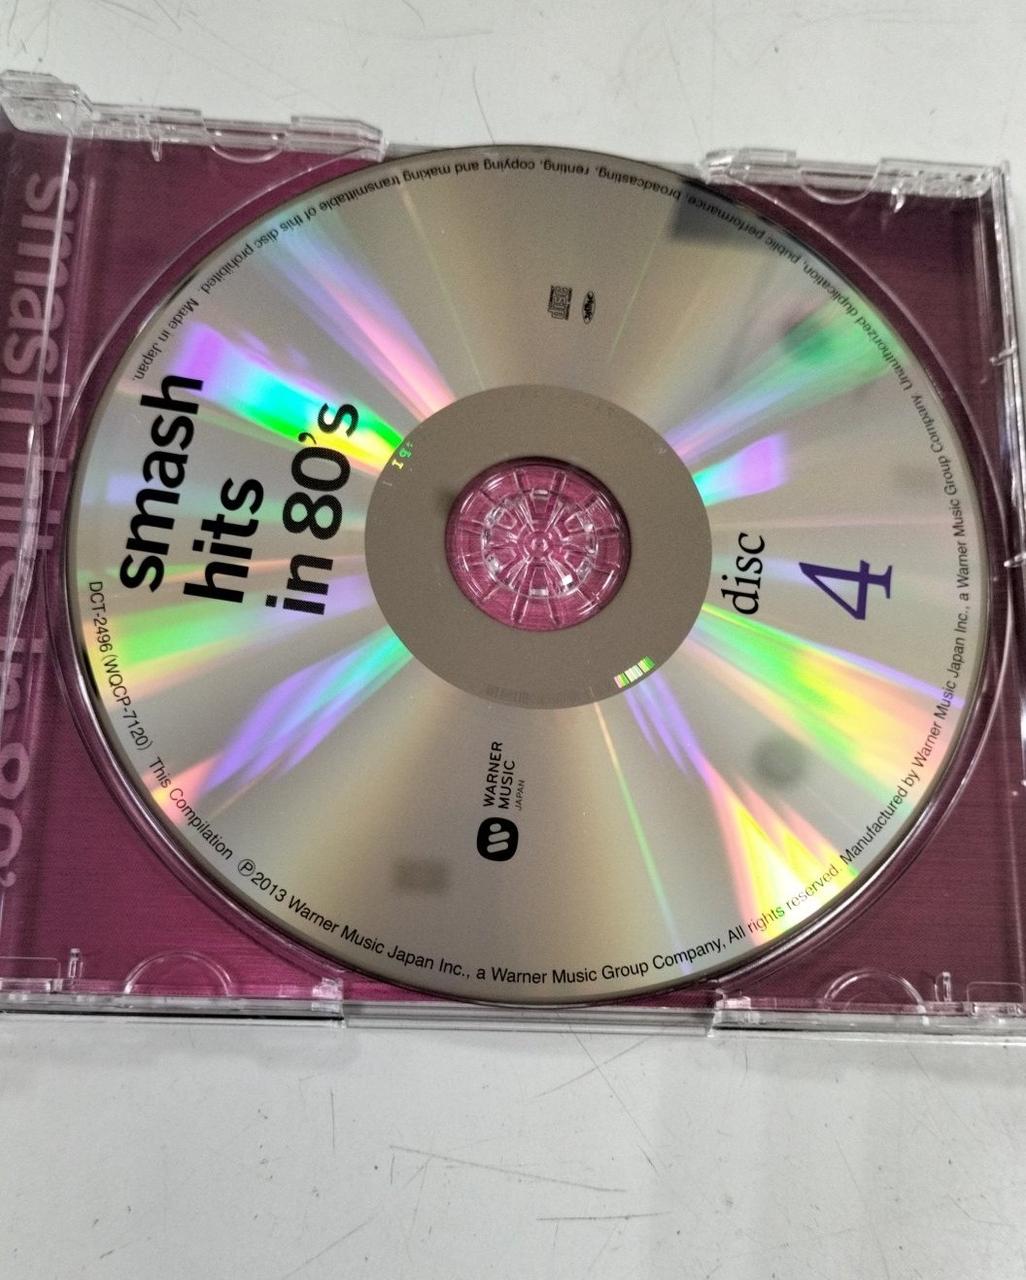 smash
hits
in 80's
disc
4
WARNER
MUSIC
JAPAN
DCT-2496 (WQCP-7120) This Compilation ℗2013 Warner Music Japan Inc., a Warner Music Group Company, All rights reserved. Manufactured by Warner Music Japan Inc., a Warner Music Group Company. Unauthorized duplication, public performance, broadcasting, renting, copying and making transmittable of this disc prohibited. Made in Japan.
disc
smash hits in 80's